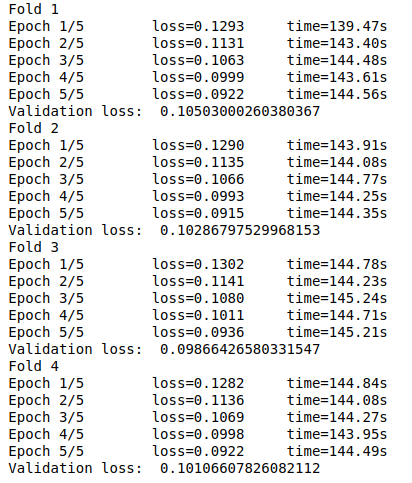 Fold 1
Epoch 1/5        loss=0.1293     time=139.47s
Epoch 2/5        loss=0.1131     time=143.40s
Epoch 3/5        loss=0.1063     time=144.48s
Epoch 4/5        loss=0.0999     time=143.61s
Epoch 5/5        loss=0.0922     time=144.56s
Validation loss:  0.10503000260380367
Fold 2
Epoch 1/5        loss=0.1290     time=143.91s
Epoch 2/5        loss=0.1135     time=144.08s
Epoch 3/5        loss=0.1066     time=144.77s
Epoch 4/5        loss=0.0993     time=144.25s
Epoch 5/5        loss=0.0915     time=144.35s
Validation loss:  0.10286797529968153
Fold 3
Epoch 1/5        loss=0.1302     time=144.78s
Epoch 2/5        loss=0.1141     time=144.23s
Epoch 3/5        loss=0.1080     time=145.24s
Epoch 4/5        loss=0.1011     time=144.71s
Epoch 5/5        loss=0.0936     time=145.21s
Validation loss:  0.09866426580331547
Fold 4
Epoch 1/5        loss=0.1282     time=144.84s
Epoch 2/5        loss=0.1136     time=144.08s
Epoch 3/5        loss=0.1069     time=144.27s
Epoch 4/5        loss=0.0998     time=143.95s
Epoch 5/5        loss=0.0922     time=144.49s
Validation loss:  0.10106607826082112